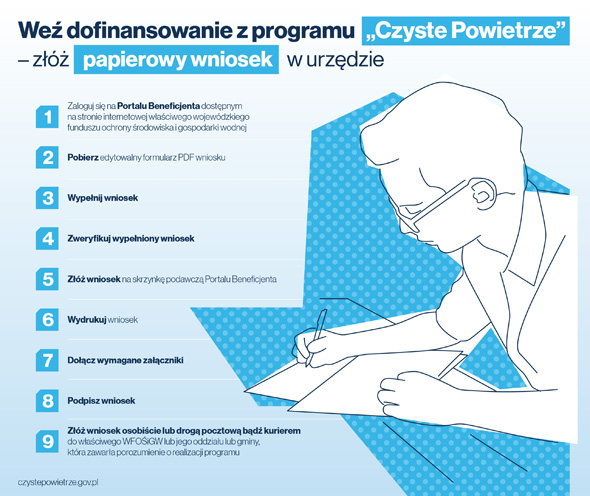 Weź dofinansowanie z programu „Czyste Powietrze”
– złóż papierowy wniosek w urzędzie
1 Zaloguj się na Portalu Beneficjenta dostępnym
na stronie internetowej właściwego wojewódzkiego
funduszu ochrony środowiska i gospodarki wodnej
2 Pobierz edytowalny formularz PDF wniosku
3 Wypełnij wniosek
4 Zweryfikuj wypełniony wniosek
5 Złóż wniosek na skrzynkę podawczą Portalu Beneficjenta
6 Wydrukuj wniosek
7 Dołącz wymagane załączniki
8 Podpisz wniosek
9 Złóż wniosek osobiście lub drogą pocztową bądź kurierem
do właściwego WFOŚiGW lub jego oddziału lub gminy,
która zawarła porozumienie o realizacji programu
czystepowietrze.gov.pl